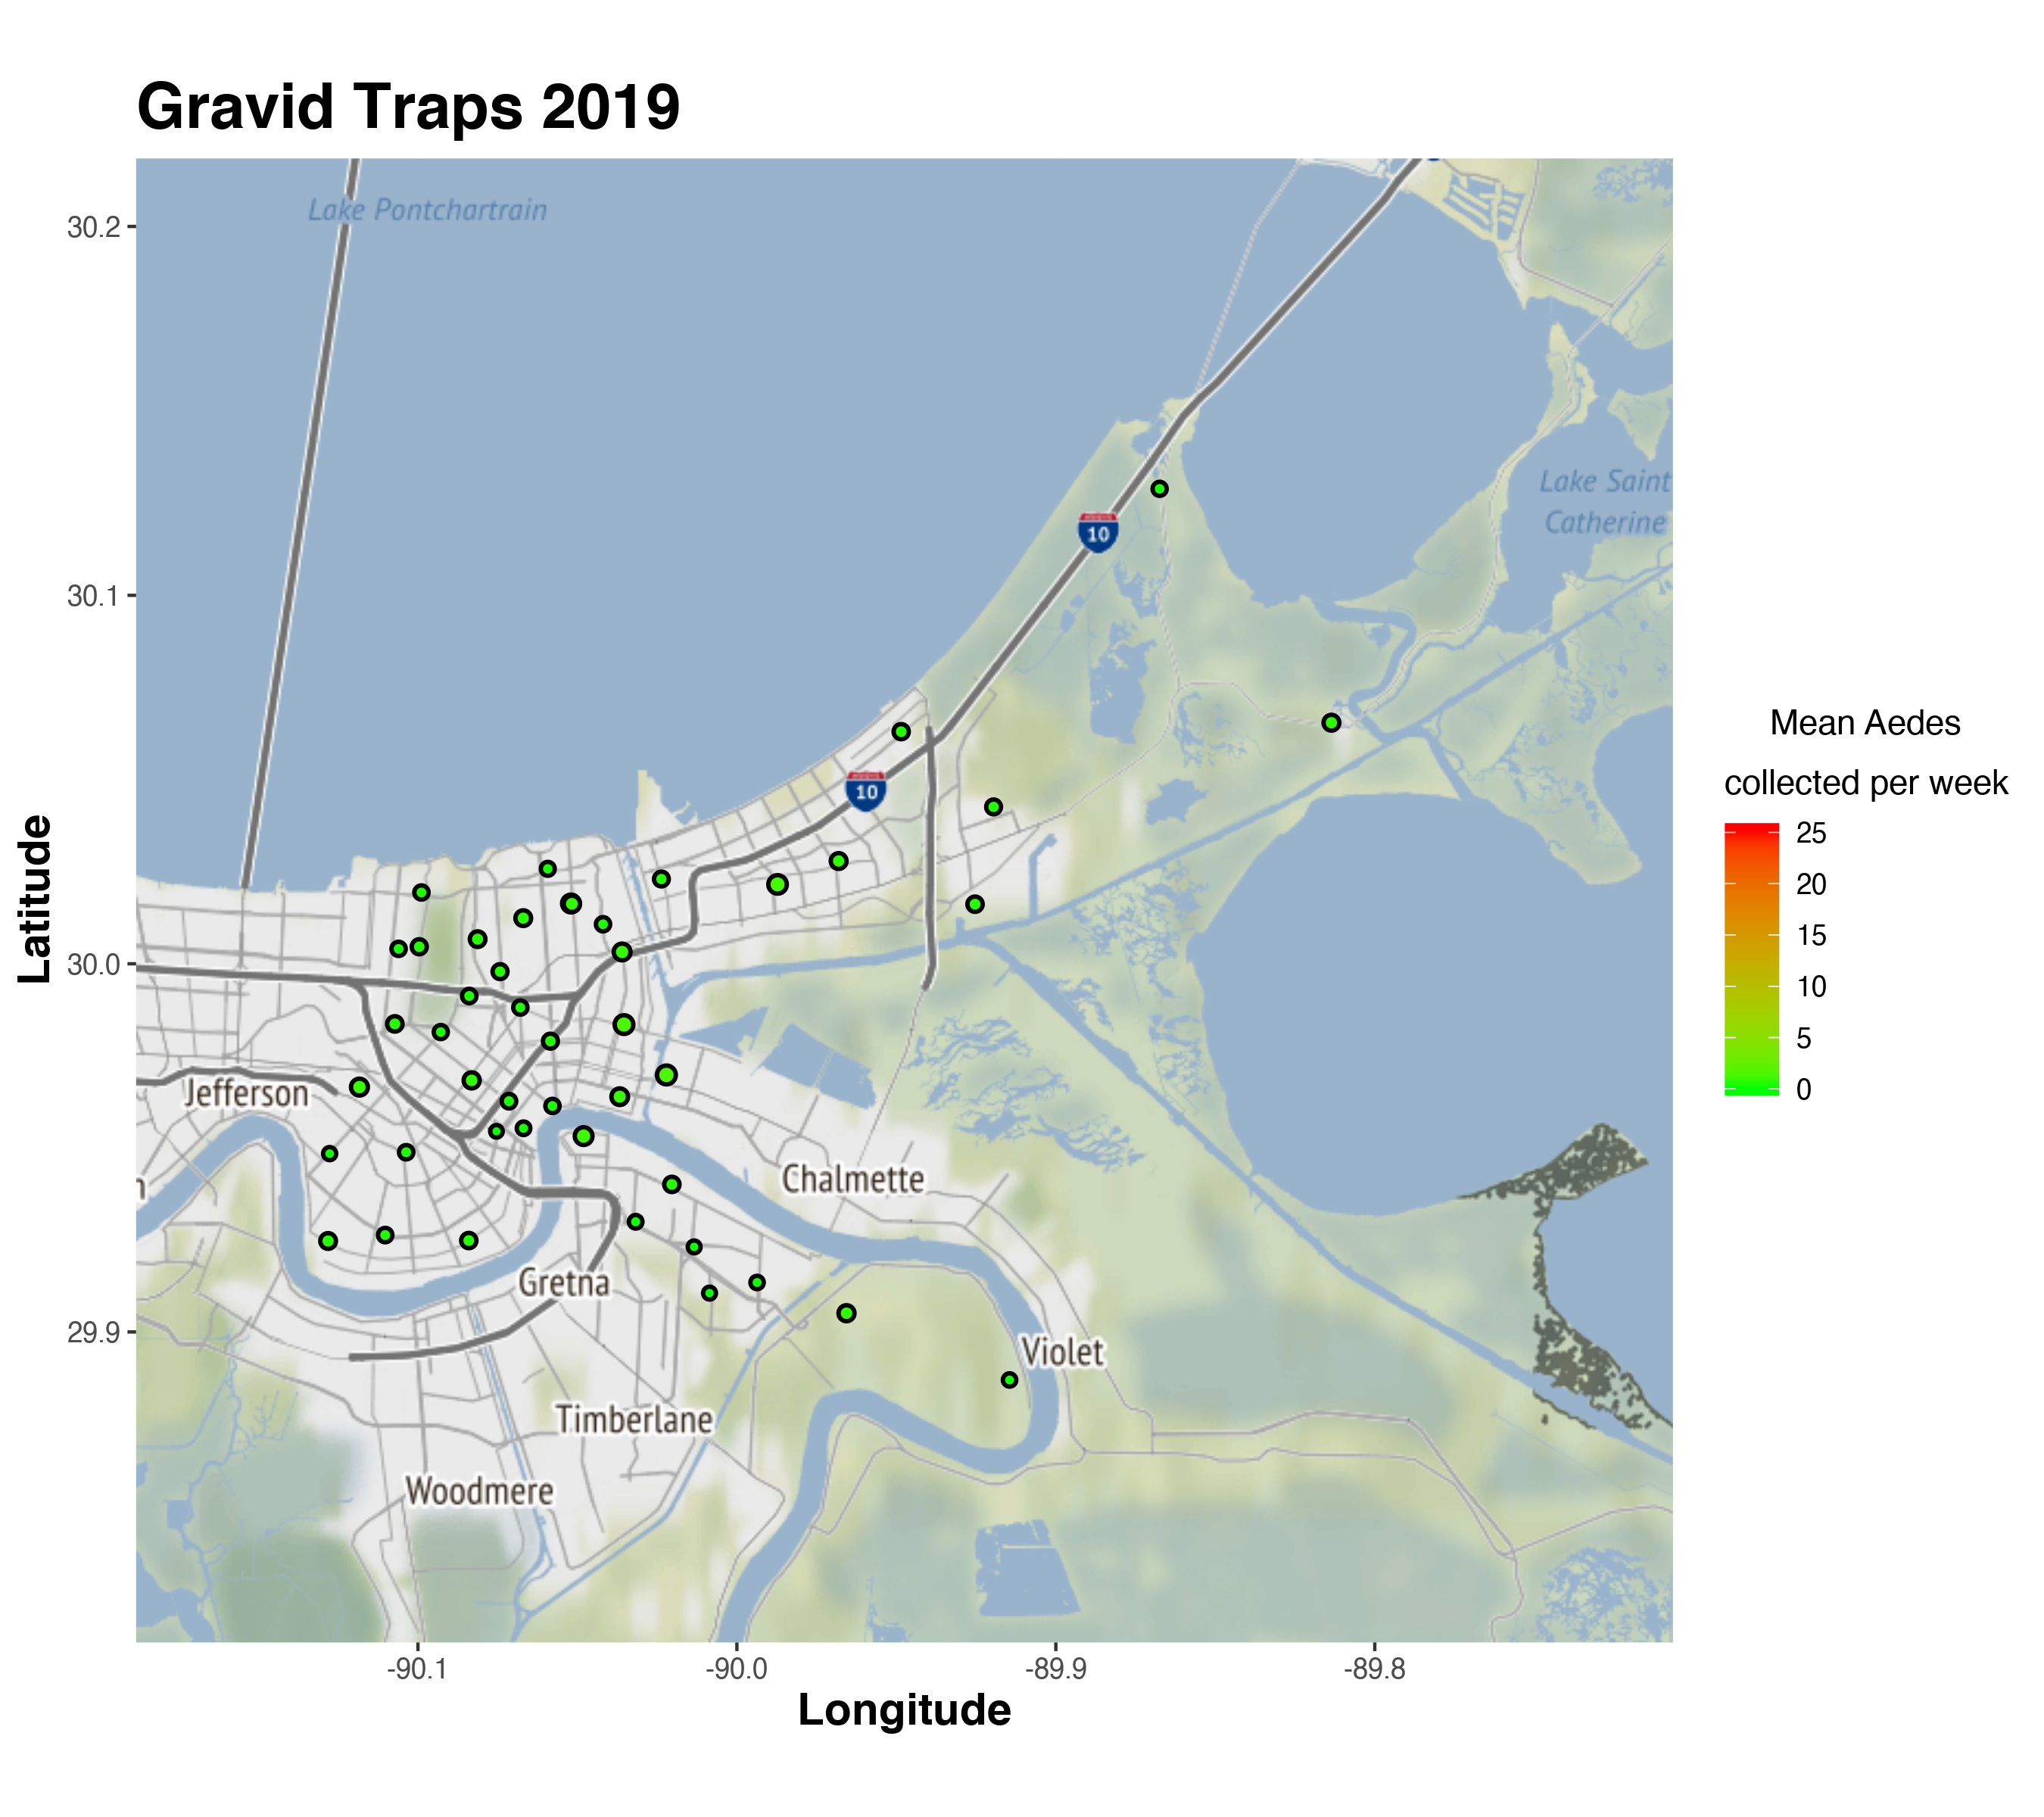 Gravid Traps 2019
Lake Pontchartrain
30.2
Lake Saint
Catherine
10
30.1
10
Mean Aedes
collected per week
25
20
15
10
5
0
Latitude
30.0
Jefferson
n
Chalmette
Gretna
29.9
Violet
Timberlane
Woodmere
-90.1
-90.0
-89.9
-89.8
Longitude